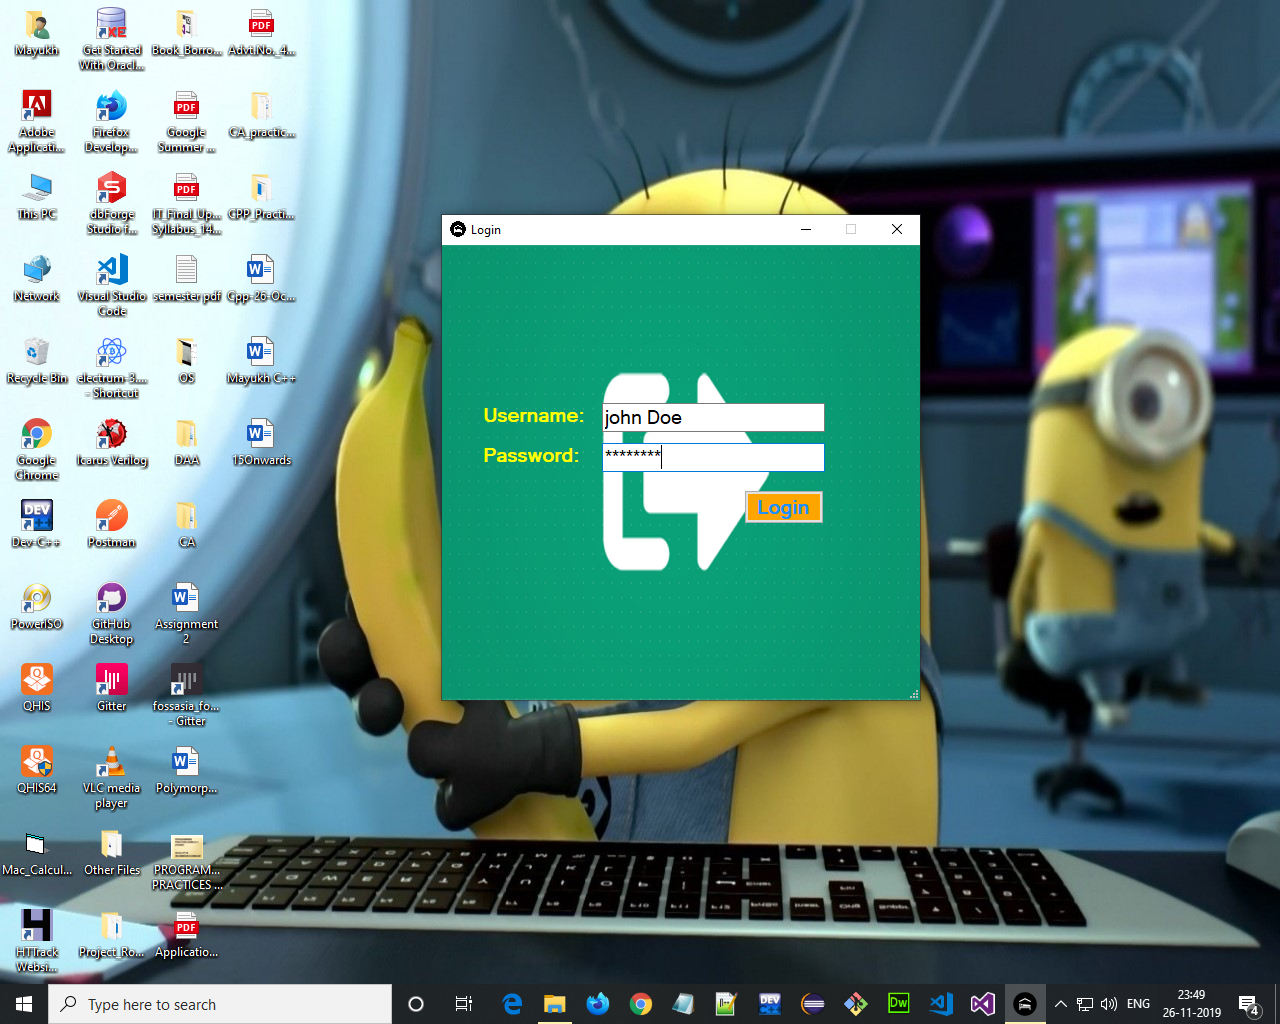 Mayukh
Get Started
With Oracl...
Book_Borro...
Advt.No._4...
Adobe
Applicati...
Firefox
Develop...
Google
Summer ...
CA_practic...
This PC
dbForge
Studio f...
IT_Final_Up...
Syllabus_14...
CPP_Practi...
Network
Visual Studio
Code
semester pdf
Cpp-26-Oc...
Recycle Bin
electrum-3....
- Shortcut
OS
Mayukh C++
Google
Chrome
Icarus Verilog
DAA
15Onwards
Dev-C++
Postman
CA
PowerISO
GitHub
Desktop
Assignment
2
QHIS
Gitter
fossasia_fo...
- Gitter
QHIS64
VLC media
player
Polymorp...
Mac_Calcul...
Other Files
PROGRAM...
PRACTICES ...
HTTrack
Websi...
Project_Ro...
Applicatio...
Login
Username:
john Doe
Password:
********
Login
Type here to search
ENG
23:49
26-11-2019
4